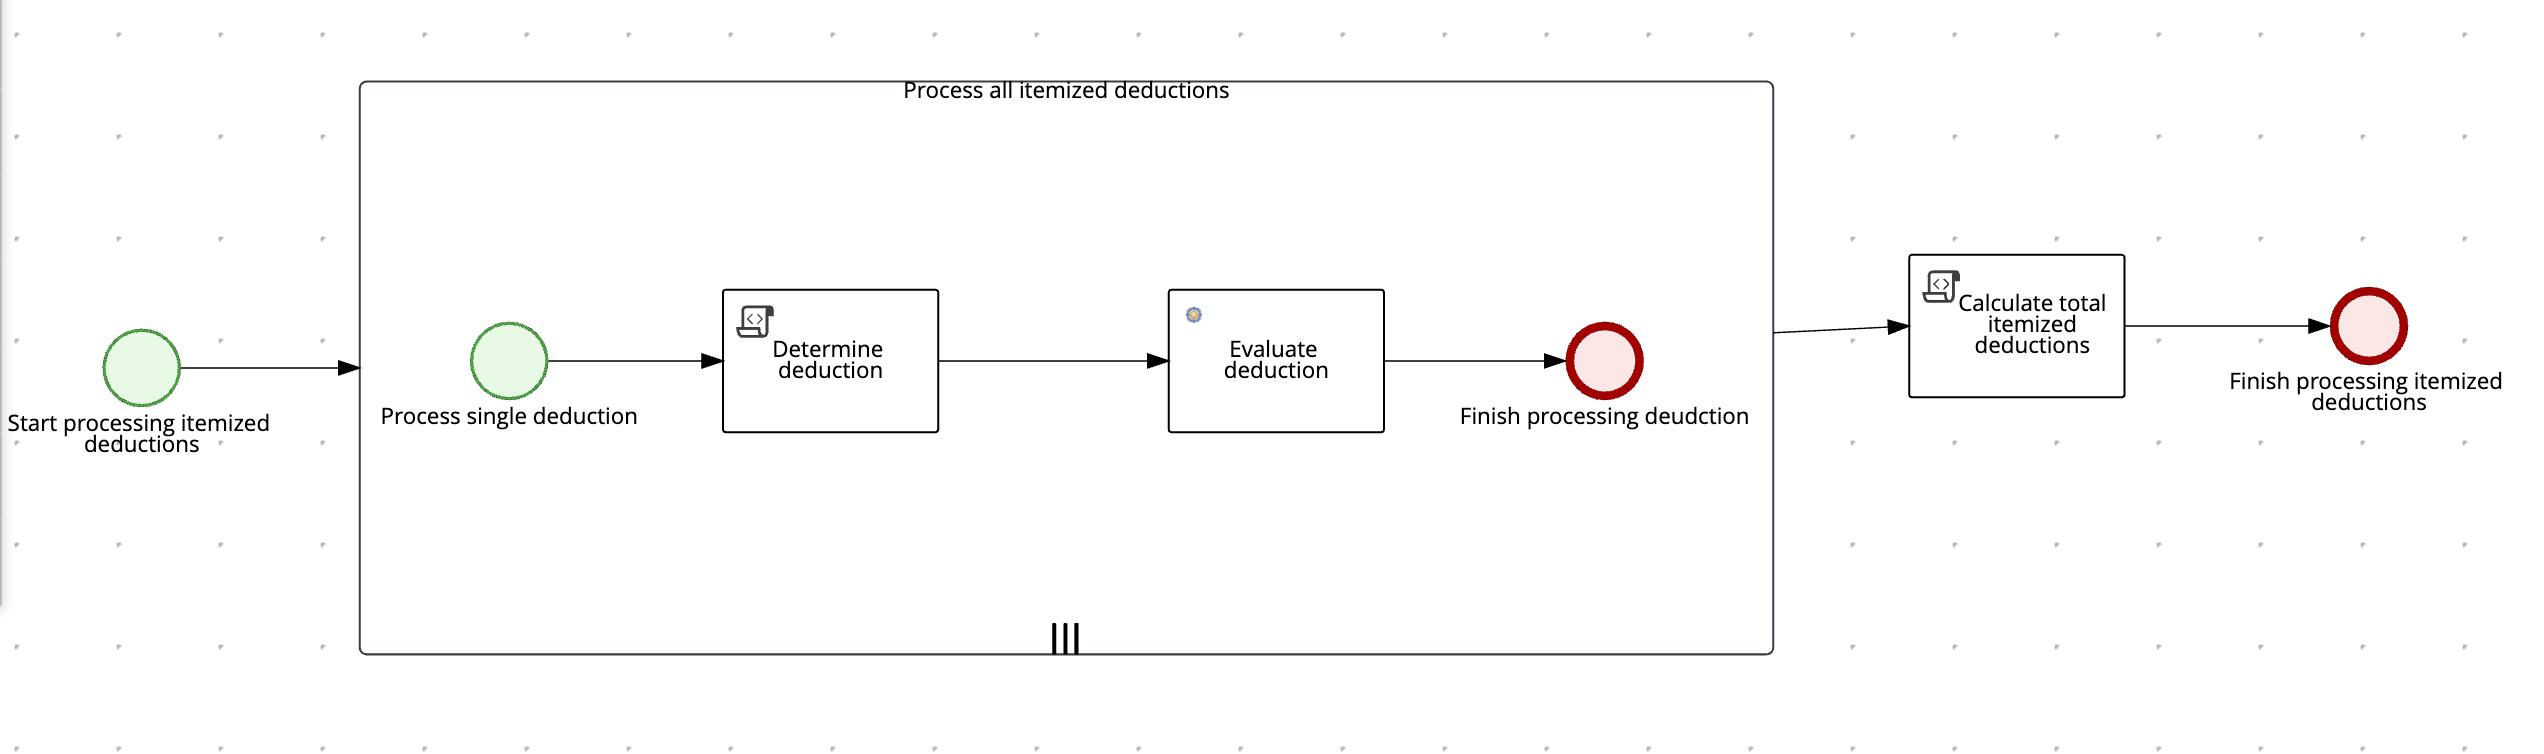 Process all itemized deductions
Start processing itemized
deductions
Process single deduction
Determine
deduction
Evaluate
deduction
Finish processing deudction
Calculate total
itemized
deductions
Finish processing itemized
deductions